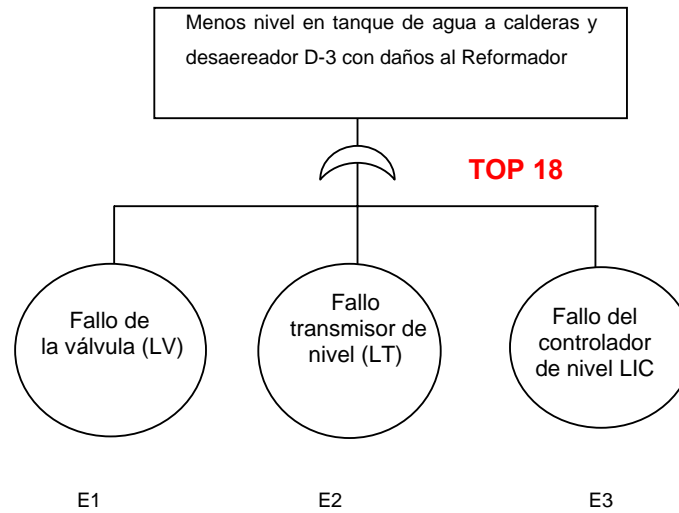 Menos nivel en tanque de agua a calderas y
desaereador D-3 con daños al Reformador
TOP 18
Fallo de
la válvula (LV)
Fallo
transmisor de
nivel (LT)
Fallo del
controlador
de nivel LIC
E1
E2
E3